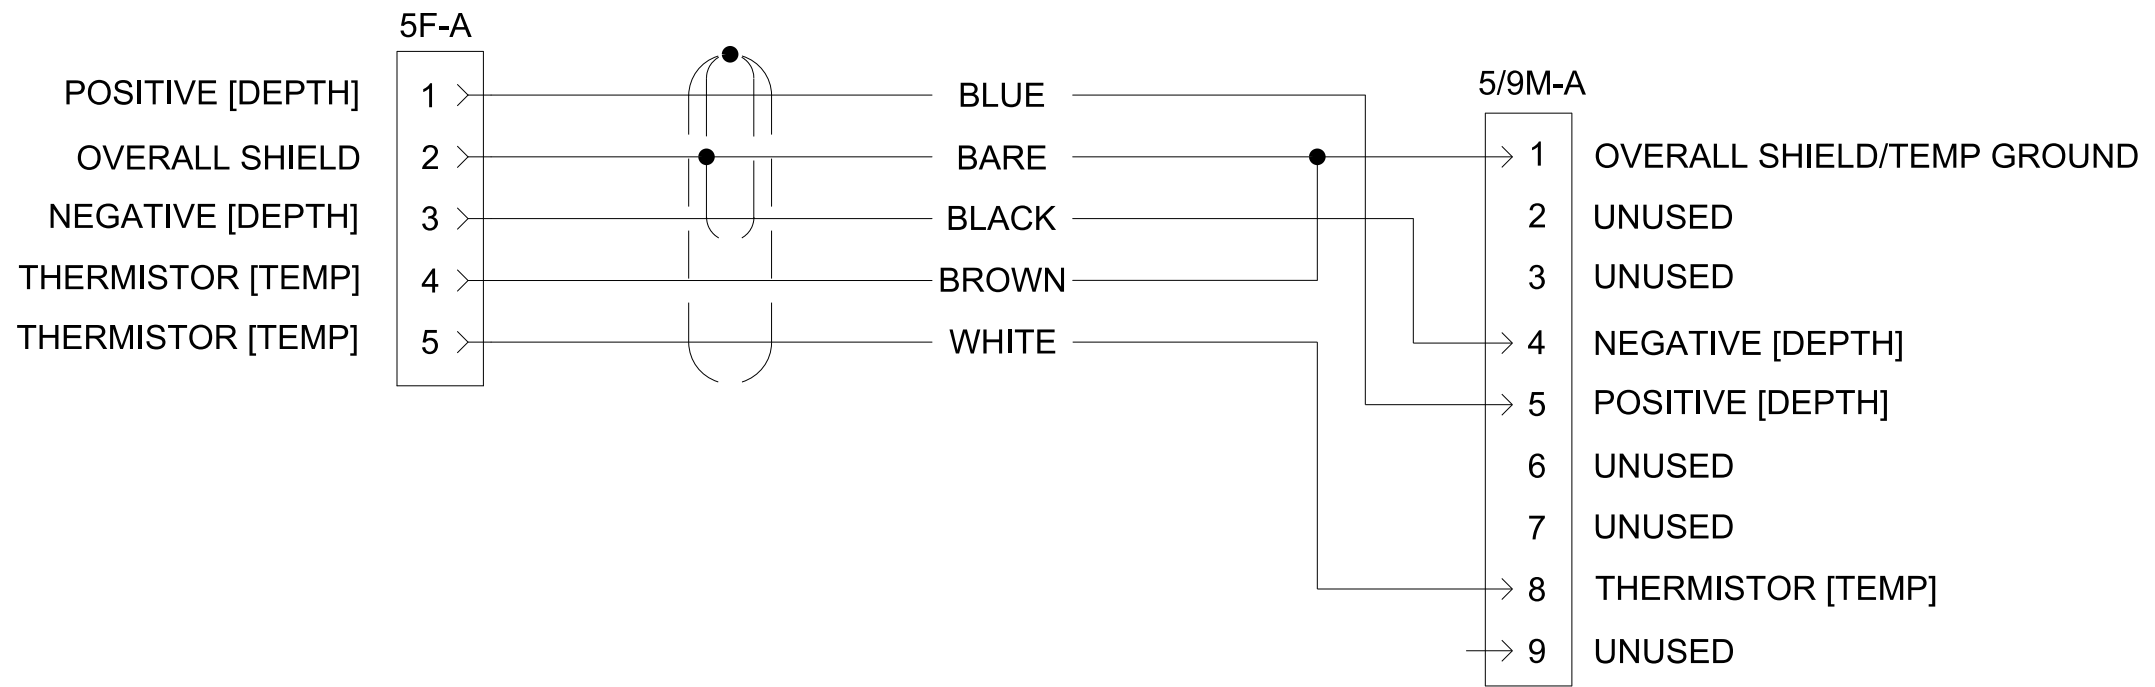 5F-A
POSITIVE [DEPTH] 1 BLUE
OVERALL SHIELD 2 BARE
NEGATIVE [DEPTH] 3 BLACK
THERMISTOR [TEMP] 4 BROWN
THERMISTOR [TEMP] 5 WHITE
5/9M-A
1 OVERALL SHIELD/TEMP GROUND
2 UNUSED
3 UNUSED
4 NEGATIVE [DEPTH]
5 POSITIVE [DEPTH]
6 UNUSED
7 UNUSED
8 THERMISTOR [TEMP]
9 UNUSED